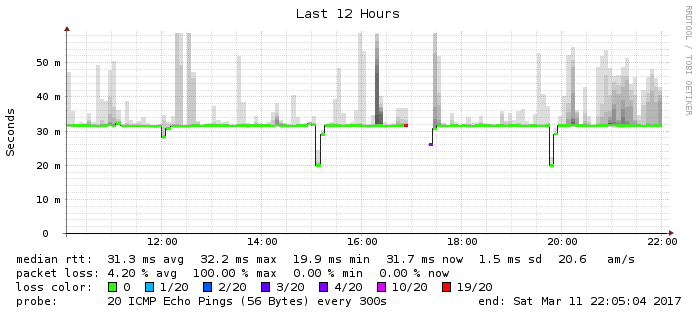 Last 12 Hours
RRDTOOL / TOBI OETIKER
Seconds
50 m
40 m
30 m
20 m
10 m
0
12:00 14:00 16:00 18:00 20:00 22:00
median rtt: 31.3 ms avg 32.2 ms max 19.9 ms min 31.7 ms now 1.5 ms sd 20.6 am/s
packet loss: 4.20 % avg 100.00 % max 0.00 % min 0.00 % now
loss color: 0 1/20 2/20 3/20 4/20 10/20 19/20
probe: 20 ICMP Echo Pings (56 Bytes) every 300s end: Sat Mar 11 22:05:04 2017